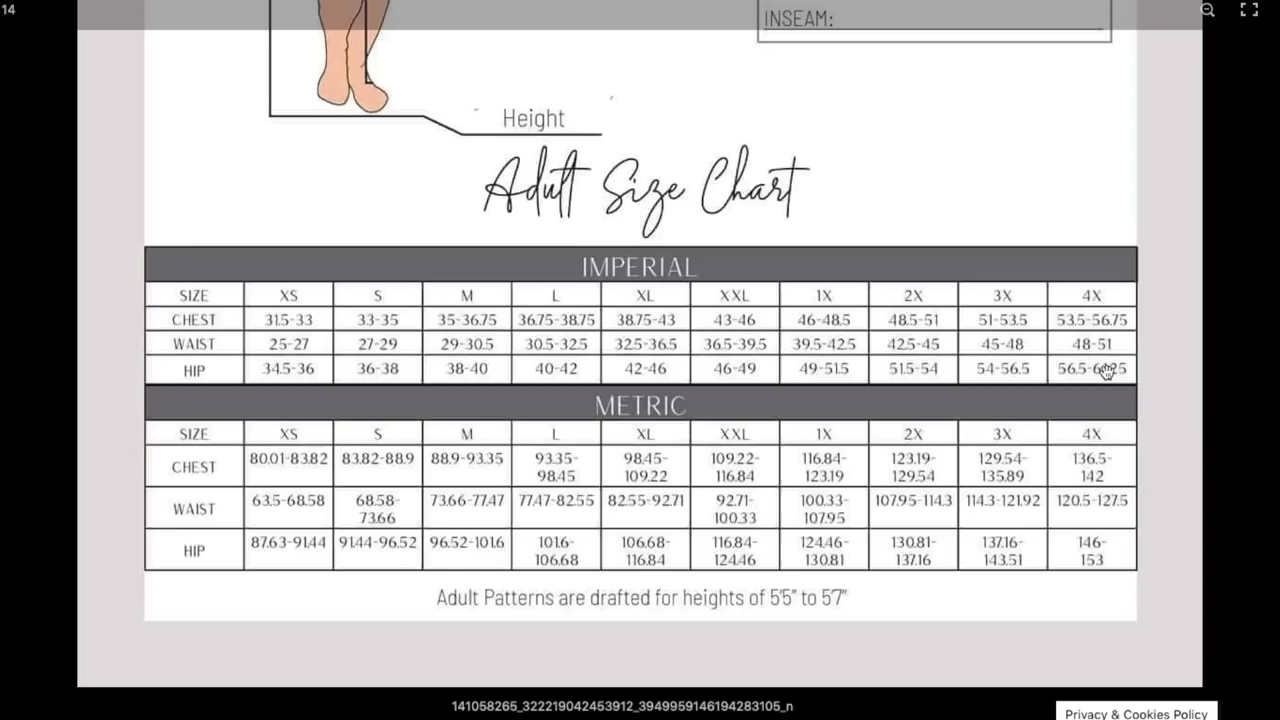 14
INSEAM:
Height
Adult Size Chart
IMPERIAL
SIZE XS S M L XL XXL 1X 2X 3X 4X
CHEST 31.5-33 33-35 35-36.75 36.75-38.75 38.75-43 43-46 46-48.5 48.5-51 51-53.5 53.5-56.75
WAIST 25-27 27-29 29-30.5 30.5-32.5 32.5-36.5 36.5-39.5 39.5-42.5 42.5-45 45-48 48-51
HIP 34.5-36 36-38 38-40 40-42 42-46 46-49 49-51.5 51.5-54 54-56.5
METRIC
SIZE XS S M L XL XXL 1X 2X 3X 4X
CHEST 80.01-83.82 83.82-88.9 88.9-93.35 93.35-98.45 98.45-109.22 109.22-116.84 116.84-123.19 123.19-129.54 129.54-135.89 136.5-142
WAIST 63.5-68.58 68.58-73.66 73.66-77.47 77.47-82.55 82.55-92.71 92.71-100.33 100.33-107.95 107.95-114.3 114.3-121.92 120.5-127.5
HIP 87.63-91.44 91.44-96.52 96.52-101.6 101.6-106.68 106.68-116.84 116.84-124.46 124.46-130.81 130.81-137.16 137.16-143.51 146-153
Adult Patterns are drafted for heights of 5'5" to 5'7"
141058265_322219042453912_3949959146194283105_n
Privacy & Cookies Policy